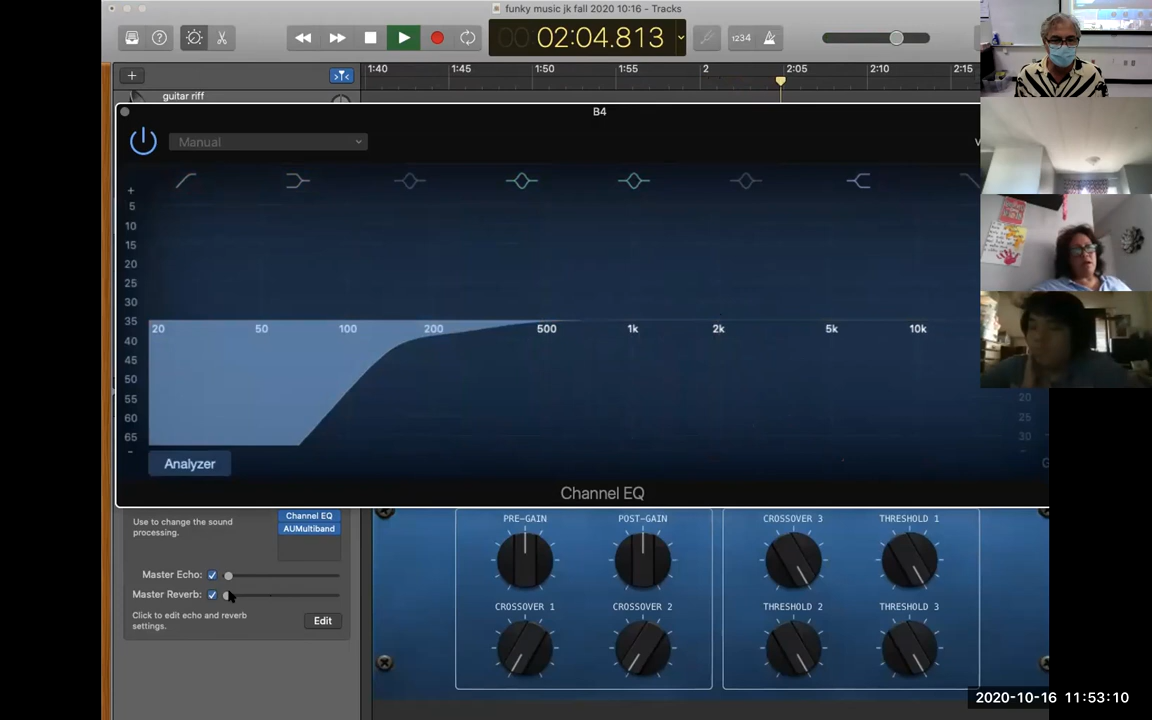 funky music jk fall 2020 10:16 - Tracks
02:04.813
1234
1:40 1:45 1:50 1:55 2 2:05 2:10 2:15
guitar riff
B4
Manual
+
5
10
15
20
25
30
35
40
45
50
55
60
65
-
20 50 100 200 500 1k 2k 5k 10k
20
25
30
Analyzer
Channel EQ
Use to change the sound
processing.
Channel EQ
AUMultiband
Master Echo:
Master Reverb:
Click to edit echo and reverb
settings.
Edit
PRE-GAIN POST-GAIN CROSSOVER 3 THRESHOLD 1
CROSSOVER 1 CROSSOVER 2 THRESHOLD 2 THRESHOLD 3
2020-10-16 11:53:10